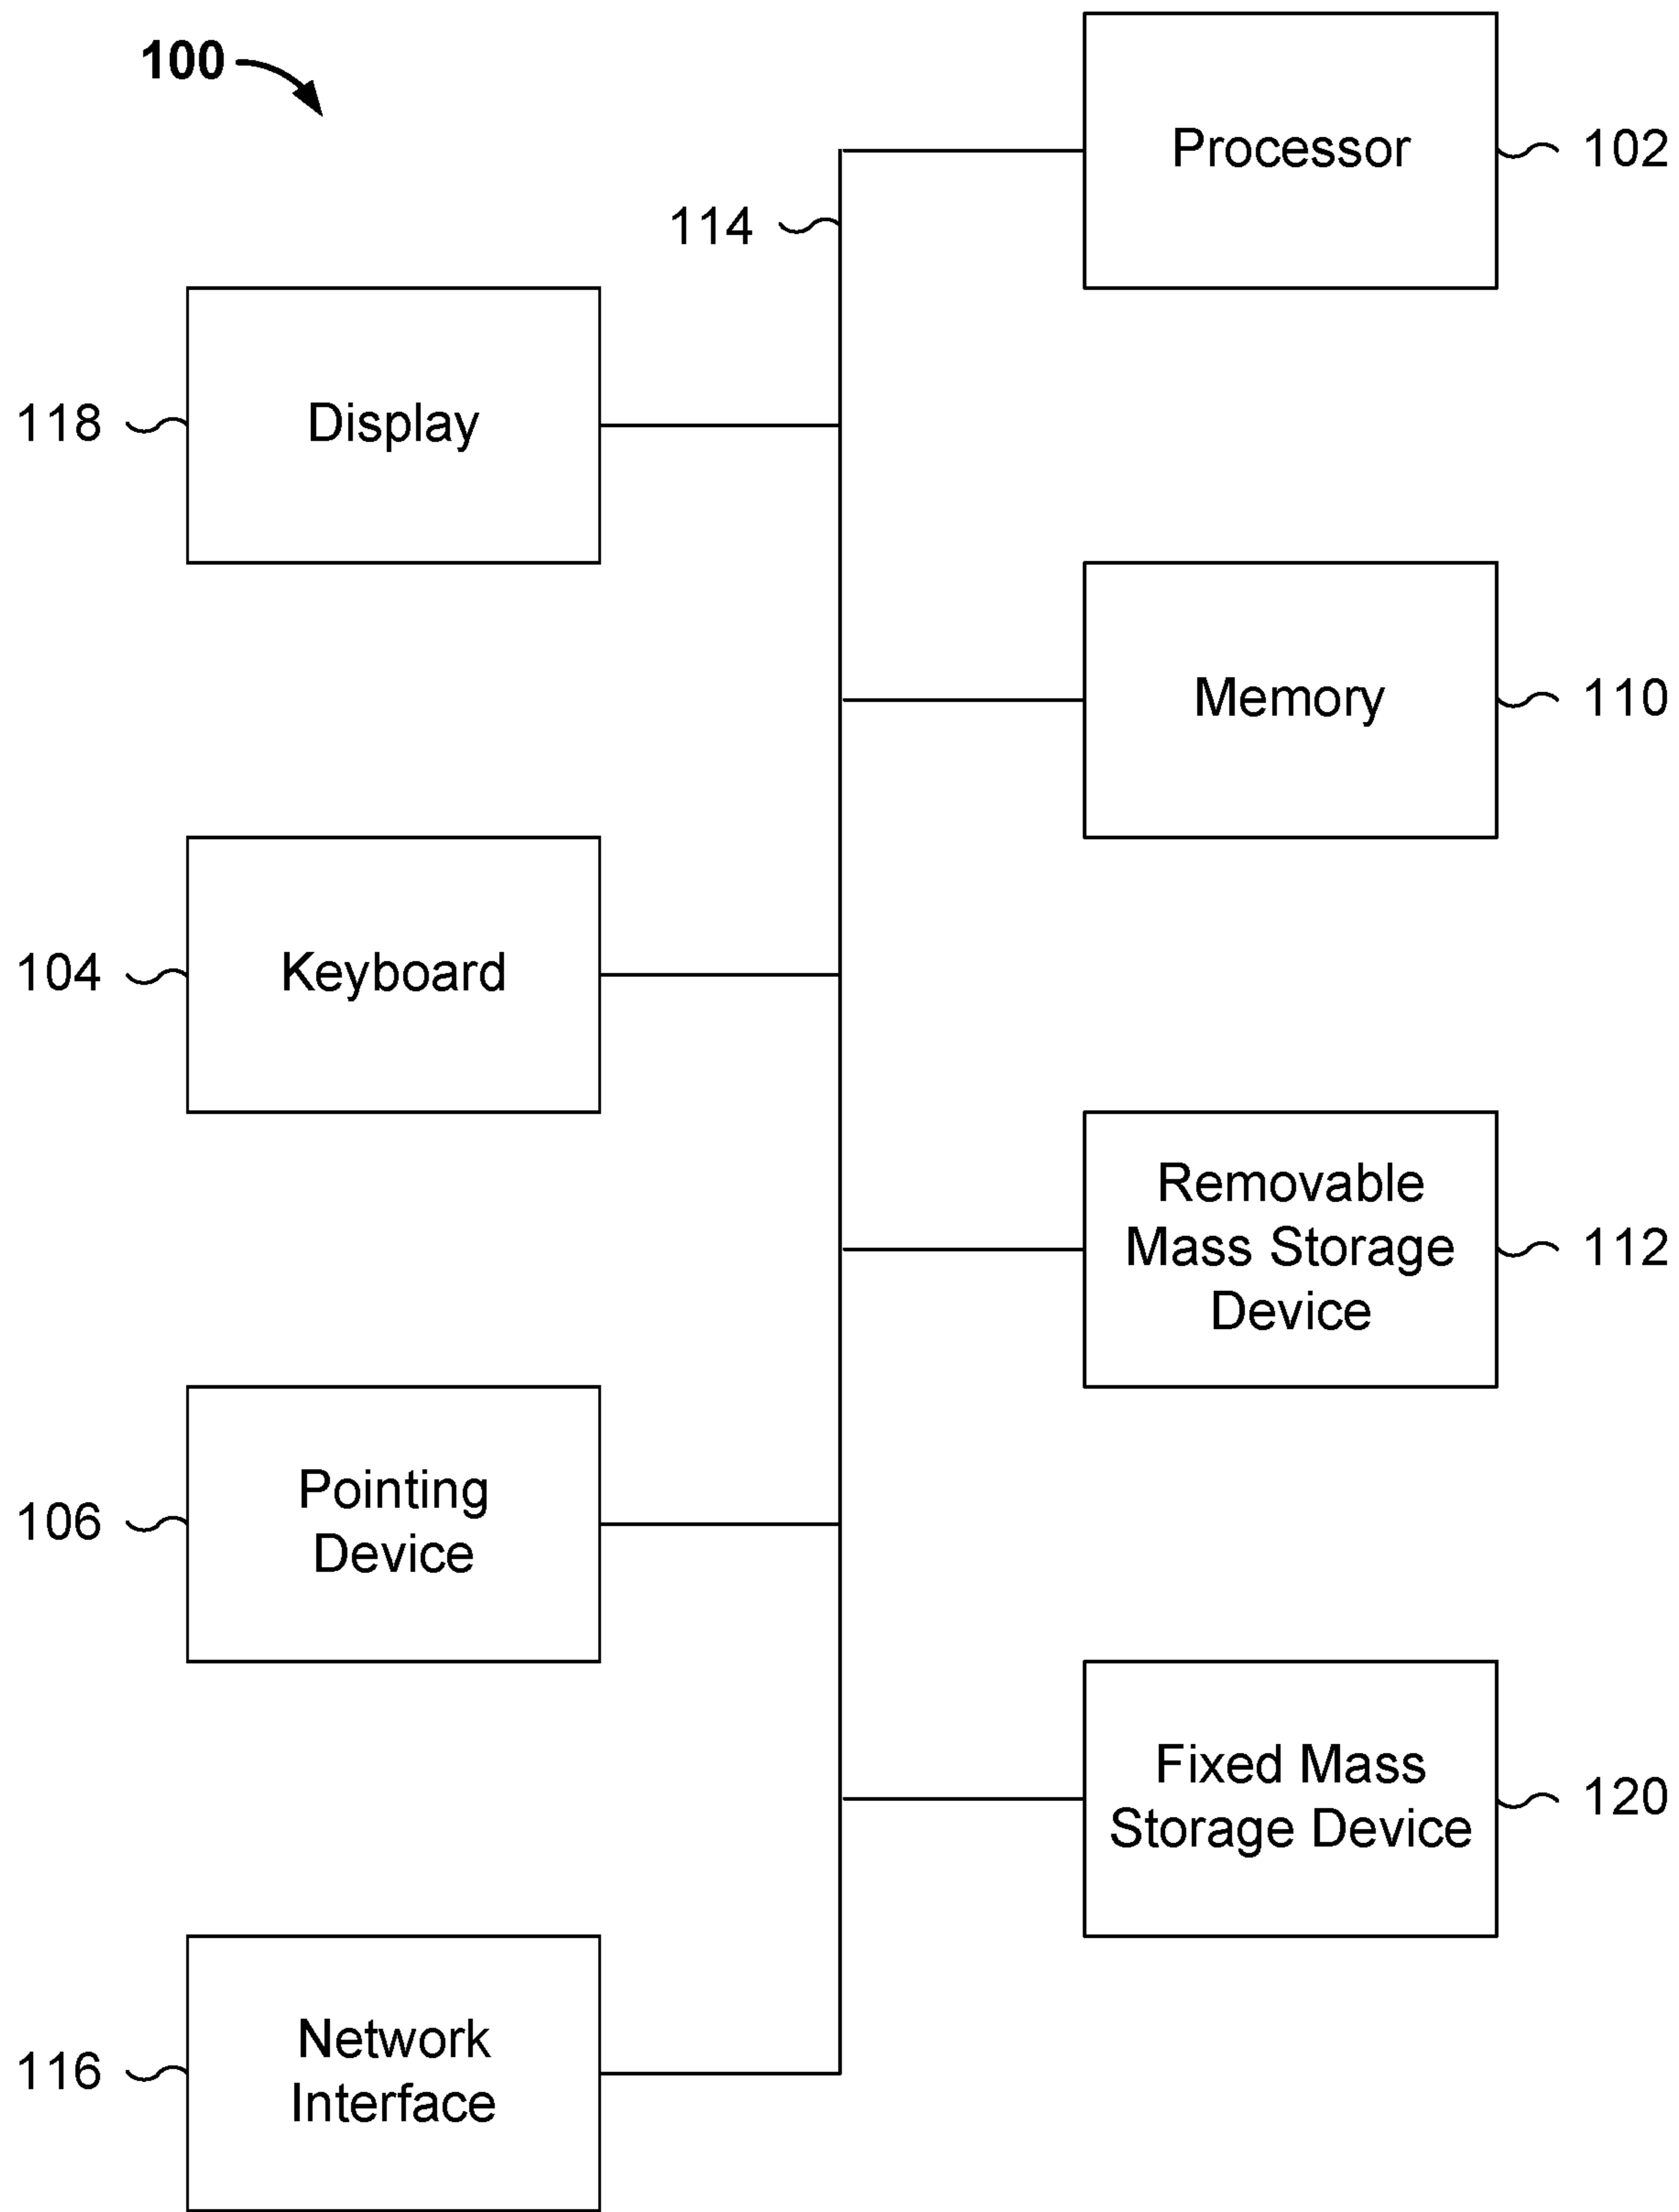 100
Processor
102
114
118
Display
Memory
110
104
Keyboard
Removable
Mass Storage
Device
112
106
Pointing
Device
Fixed Mass
Storage Device
120
116
Network
Interface